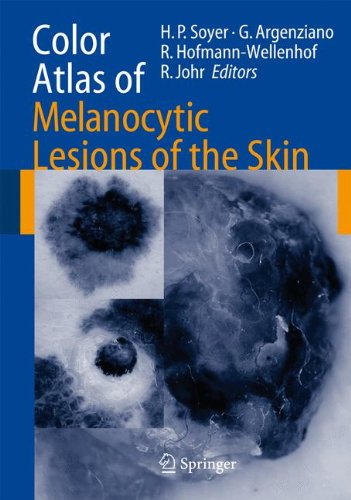 Color
Atlas of
Melanocytic
Lesions of the Skin
H. P. Soyer · G. Argenziano
R. Hofmann-Wellenhof
R. Johr Editors
Springer